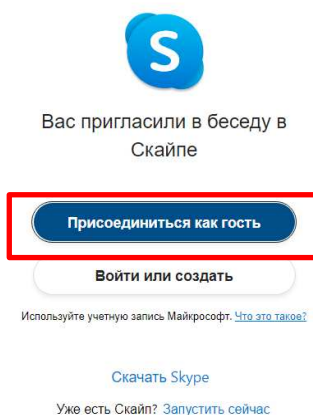 S
Вас пригласили в беседу в
Скайпе
Присоединиться как гость
Войти или создать
Используйте учетную запись Майкрософт. Что это такое?
Скачать Skype
Уже есть Скайп? Запустить сейчас